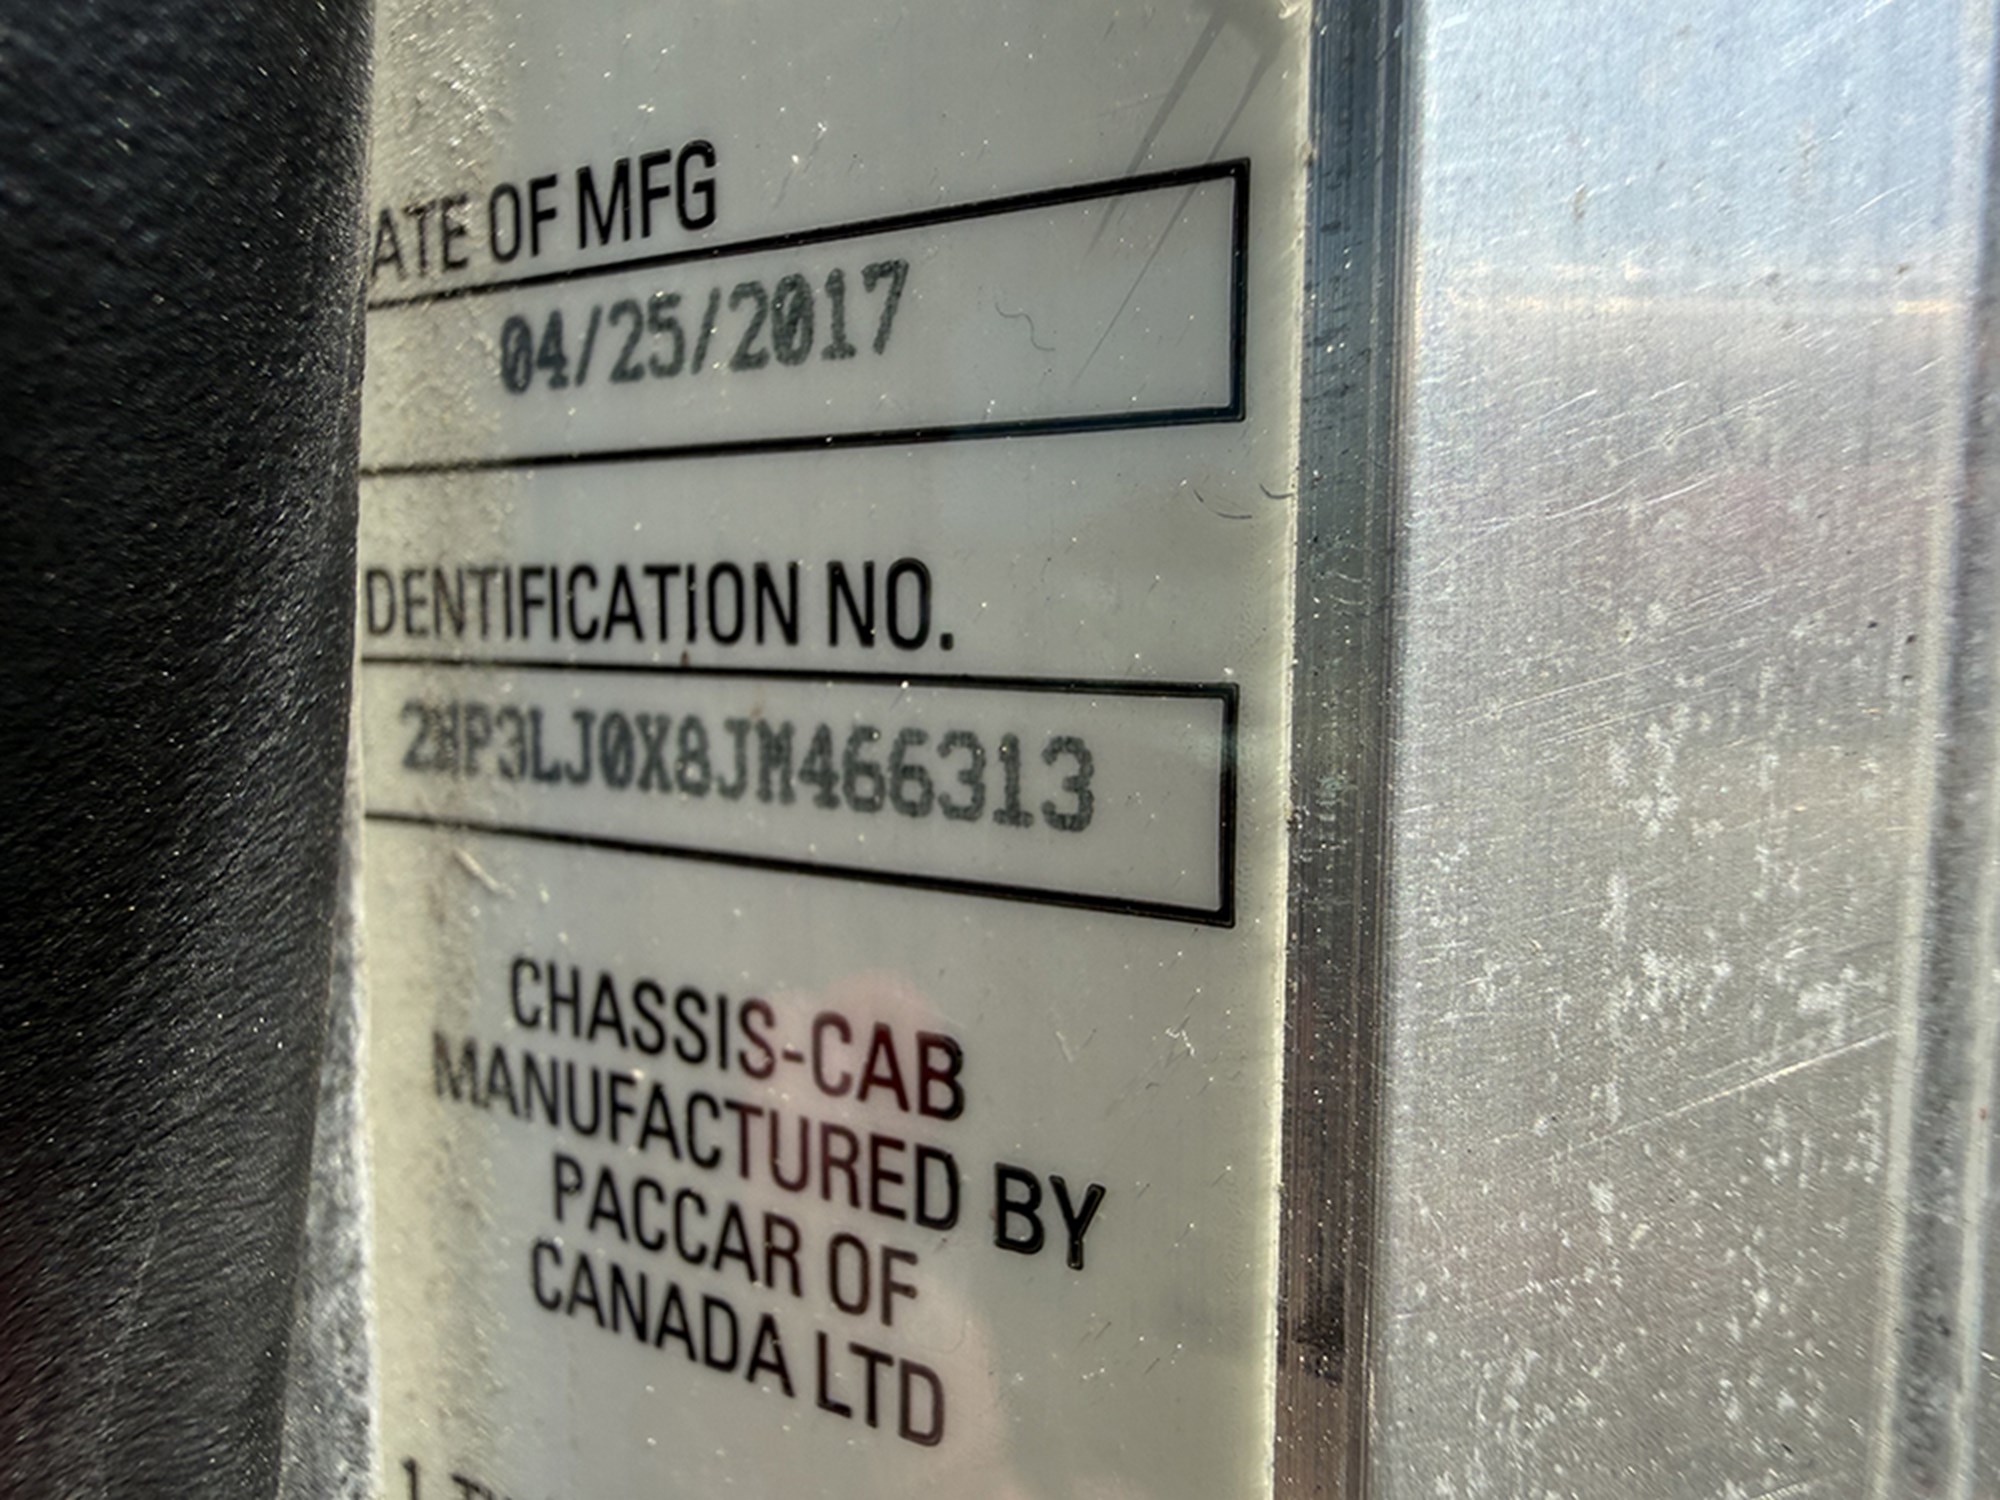 ATE OF MFG
04/25/2017
DENTIFICATION NO.
2NP3LJ0X8JM466313
CHASSIS-CAB
MANUFACTURED BY
PACCAR OF
CANADA LTD